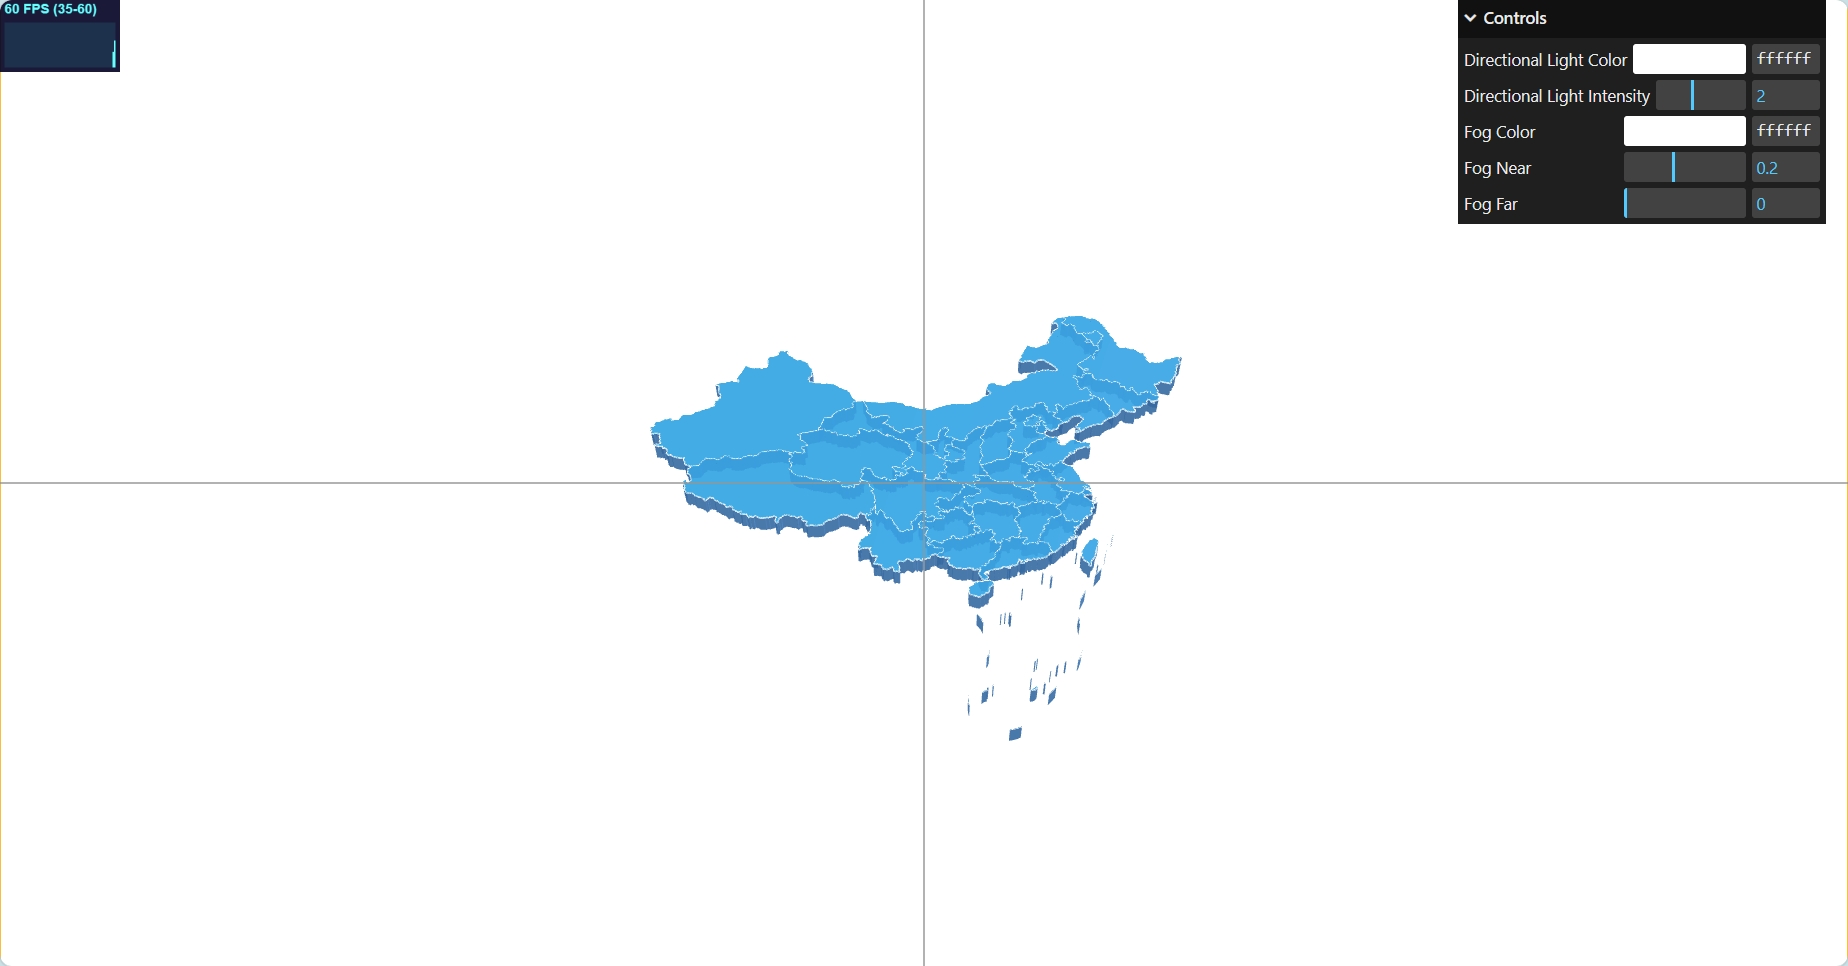 60 FPS (35-60)
Controls
Directional Light Color ffffff
Directional Light Intensity 2
Fog Color ffffff
Fog Near 0.2
Fog Far 0